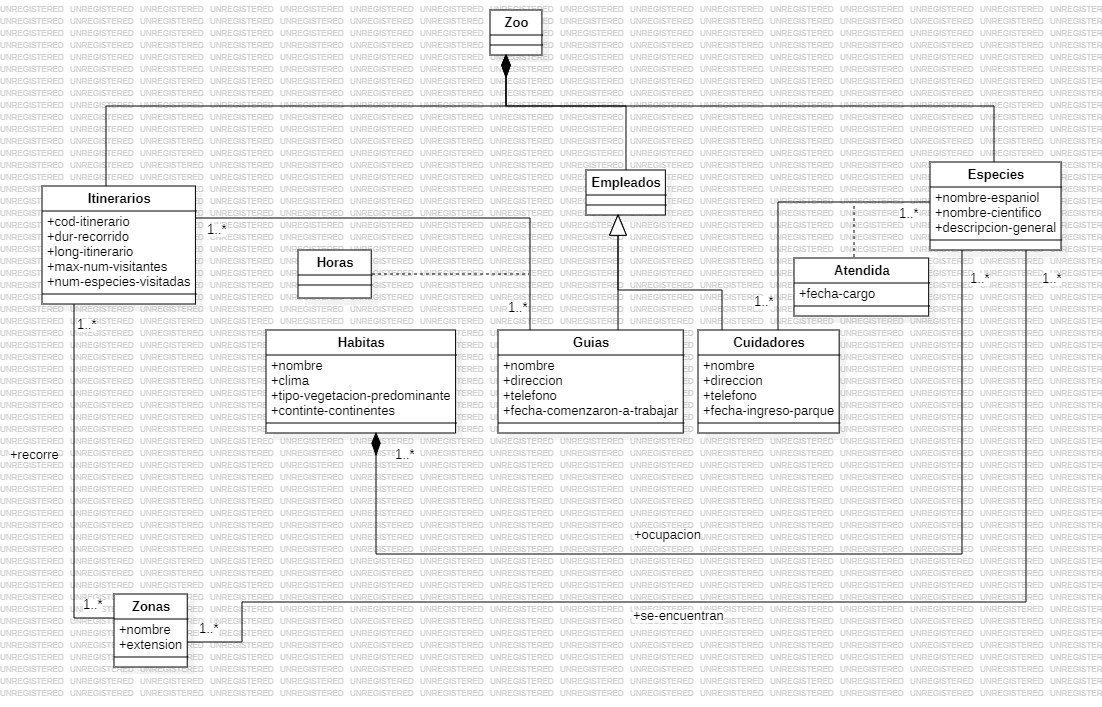 Zoo
Itinerarios
+cod-itinerario
+dur-recorrido
+long-itinerario
+max-num-visitantes
+num-especies-visitadas
Empleados
Especies
+nombre-espaniol
+nombre-cientifico
+descripcion-general
1..*
1..*
Horas
Atendida
+fecha-cargo
1..*
1..*
1..*
1..*
1..*
Habitas
+nombre
+clima
+tipo-vegetacion-predominante
+continte-continentes
Guias
+nombre
+direccion
+telefono
+fecha-comenzaron-a-trabajar
Cuidadores
+nombre
+direccion
+telefono
+fecha-ingreso-parque
+recorre
1..*
+ocupacion
1..*
Zonas
+nombre
+extension
1..*
+se-encuentran
UNREGISTERED